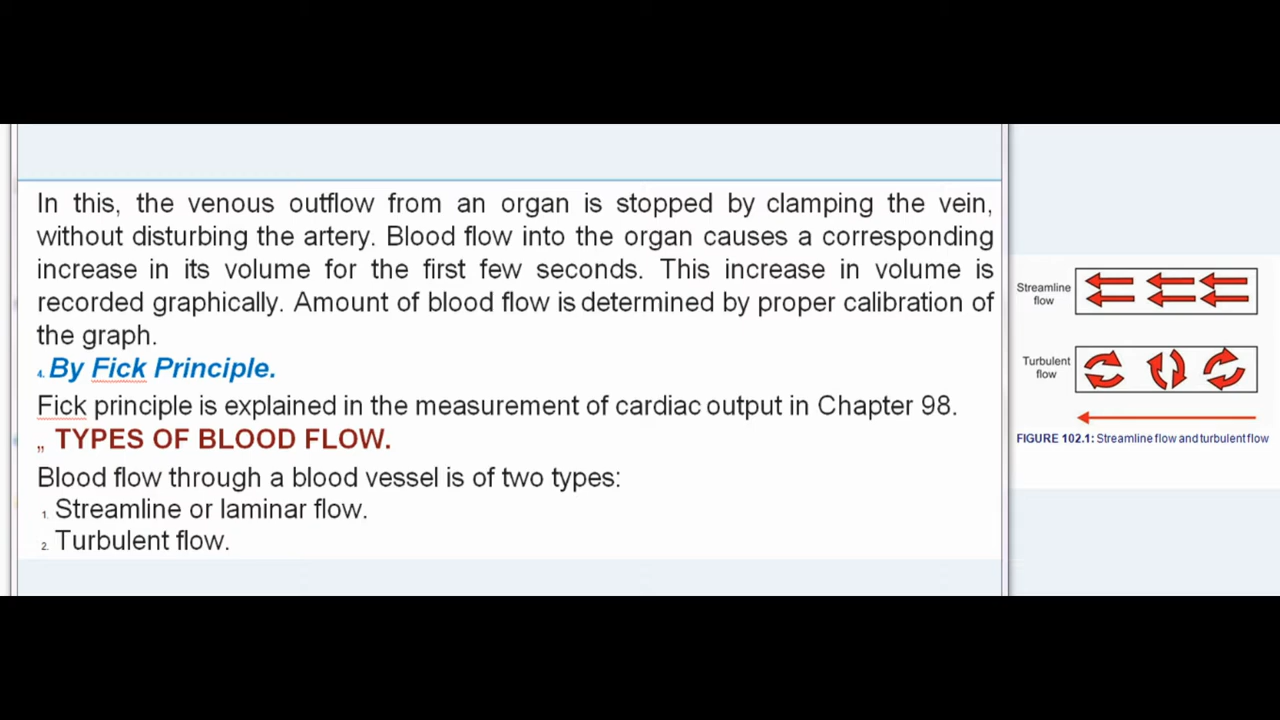 In this, the venous outflow from an organ is stopped by clamping the vein,
without disturbing the artery. Blood flow into the organ causes a corresponding
increase in its volume for the first few seconds. This increase in volume is
recorded graphically. Amount of blood flow is determined by proper calibration of
the graph.
4. By Fick Principle.
Fick principle is explained in the measurement of cardiac output in Chapter 98.
„ TYPES OF BLOOD FLOW.
Blood flow through a blood vessel is of two types:
1. Streamline or laminar flow.
2. Turbulent flow.
Streamline
flow
Turbulent
flow
FIGURE 102.1: Streamline flow and turbulent flow